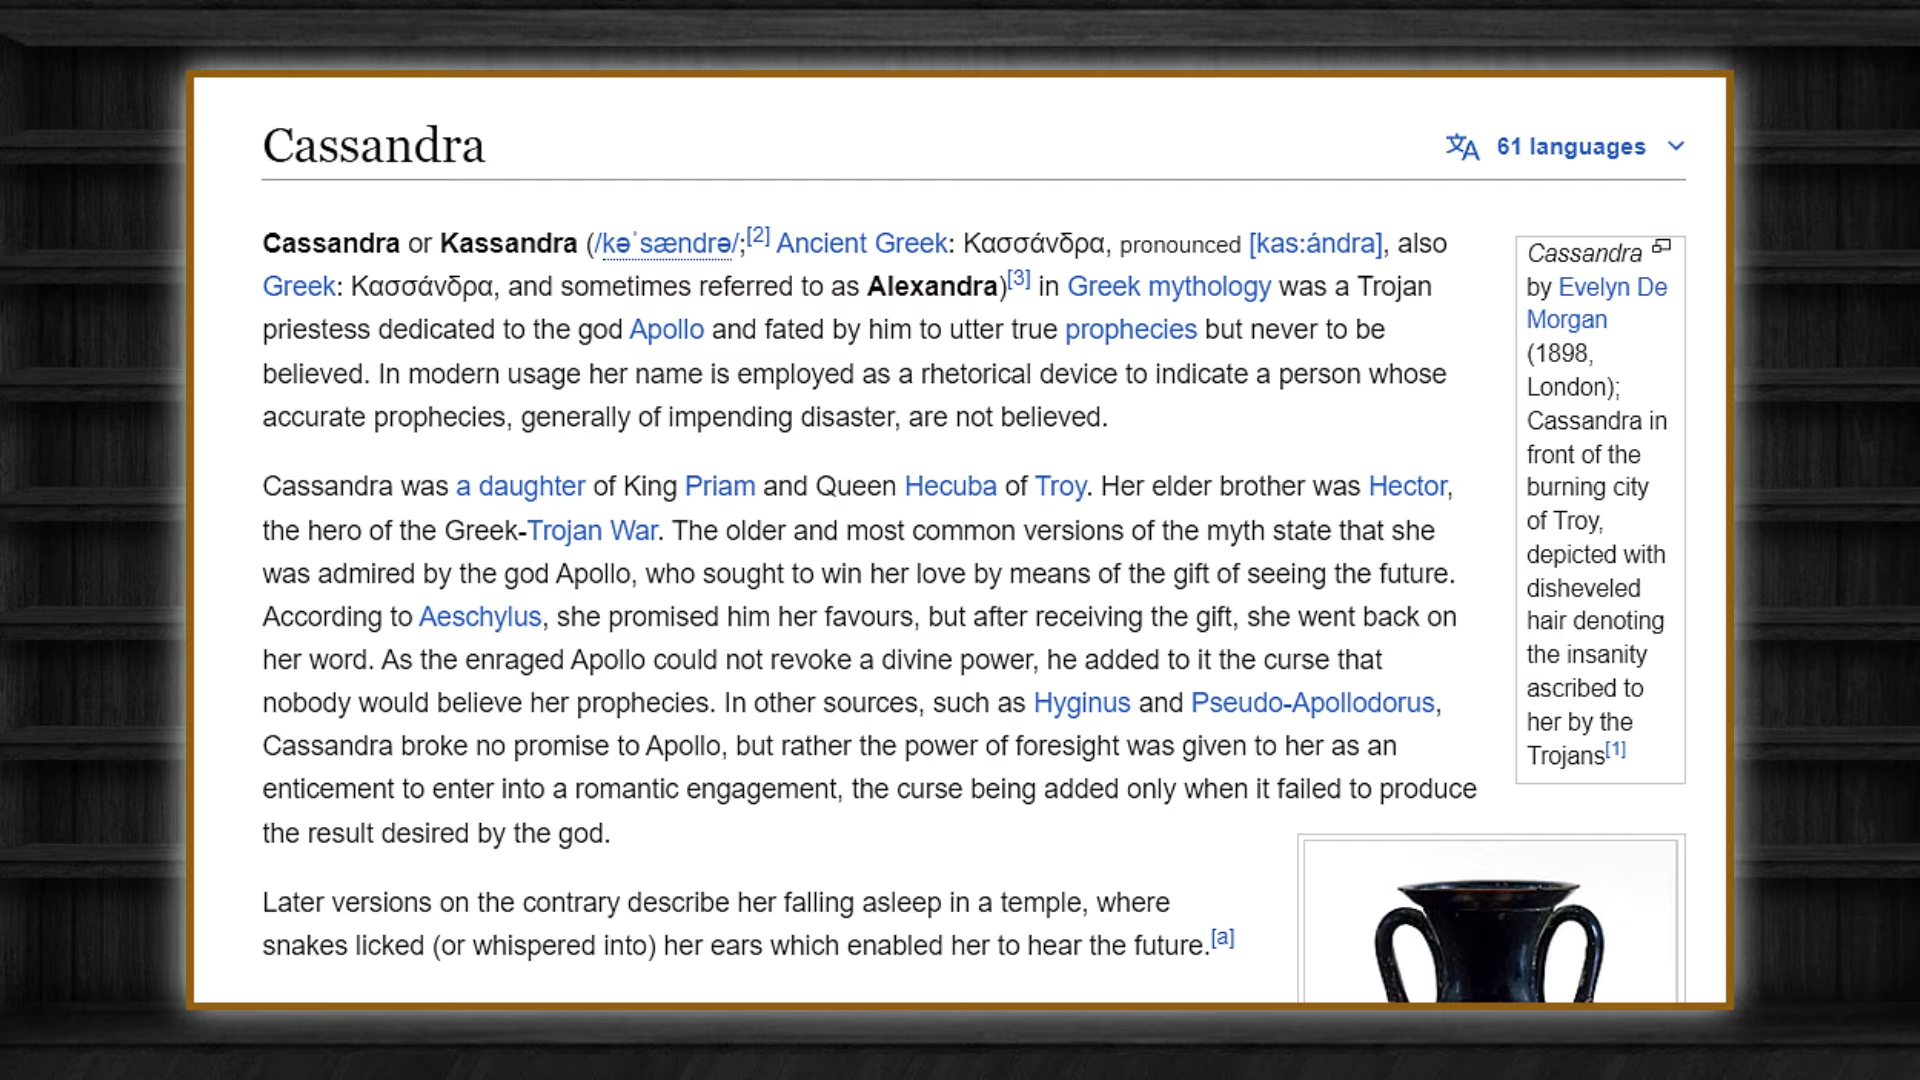 Cassandra
61 languages
Cassandra or Kassandra (/kəˈsændrə/;[2] Ancient Greek: Κασσάνδρα, pronounced [kas:ándra], also
Greek: Κασσάνδρα, and sometimes referred to as Alexandra)[3] in Greek mythology was a Trojan
priestess dedicated to the god Apollo and fated by him to utter true prophecies but never to be
believed. In modern usage her name is employed as a rhetorical device to indicate a person whose
accurate prophecies, generally of impending disaster, are not believed.
Cassandra was a daughter of King Priam and Queen Hecuba of Troy. Her elder brother was Hector,
the hero of the Greek-Trojan War. The older and most common versions of the myth state that she
was admired by the god Apollo, who sought to win her love by means of the gift of seeing the future.
According to Aeschylus, she promised him her favours, but after receiving the gift, she went back on
her word. As the enraged Apollo could not revoke a divine power, he added to it the curse that
nobody would believe her prophecies. In other sources, such as Hyginus and Pseudo-Apollodorus,
Cassandra broke no promise to Apollo, but rather the power of foresight was given to her as an
enticement to enter into a romantic engagement, the curse being added only when it failed to produce
the result desired by the god.
Later versions on the contrary describe her falling asleep in a temple, where
snakes licked (or whispered into) her ears which enabled her to hear the future.[a]
Cassandra
by Evelyn De
Morgan
(1898,
London);
Cassandra in
front of the
burning city
of Troy,
depicted with
disheveled
hair denoting
the insanity
ascribed to
her by the
Trojans[1]